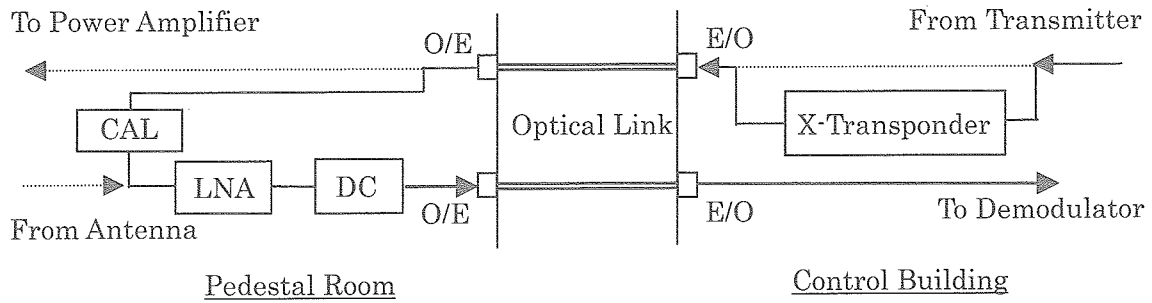 To Power Amplifier
O/E
E/O
From Transmitter
CAL
Optical Link
X-Transponder
LNA
DC
O/E
E/O
To Demodulator
From Antenna
Pedestal Room
Control Building